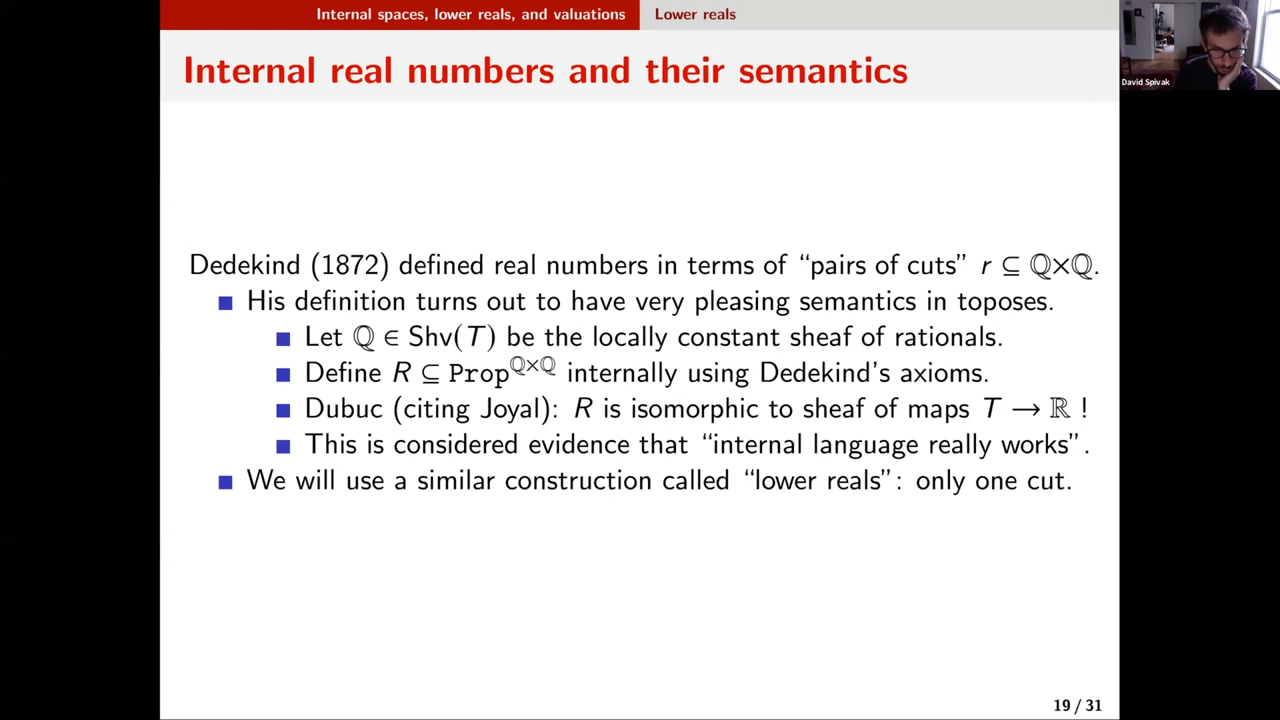 Internal spaces, lower reals, and valuations Lower reals
Internal real numbers and their semantics
David Spivak
Dedekind (1872) defined real numbers in terms of “pairs of cuts” r ⊆ ℚ×ℚ.
His definition turns out to have very pleasing semantics in toposes.
Let ℚ ∈ Shv(T) be the locally constant sheaf of rationals.
Define R ⊆ Prop^ℚ×ℚ internally using Dedekind’s axioms.
Dubuc (citing Joyal): R is isomorphic to sheaf of maps T → ℝ !
This is considered evidence that “internal language really works”.
We will use a similar construction called “lower reals”: only one cut.
19 / 31